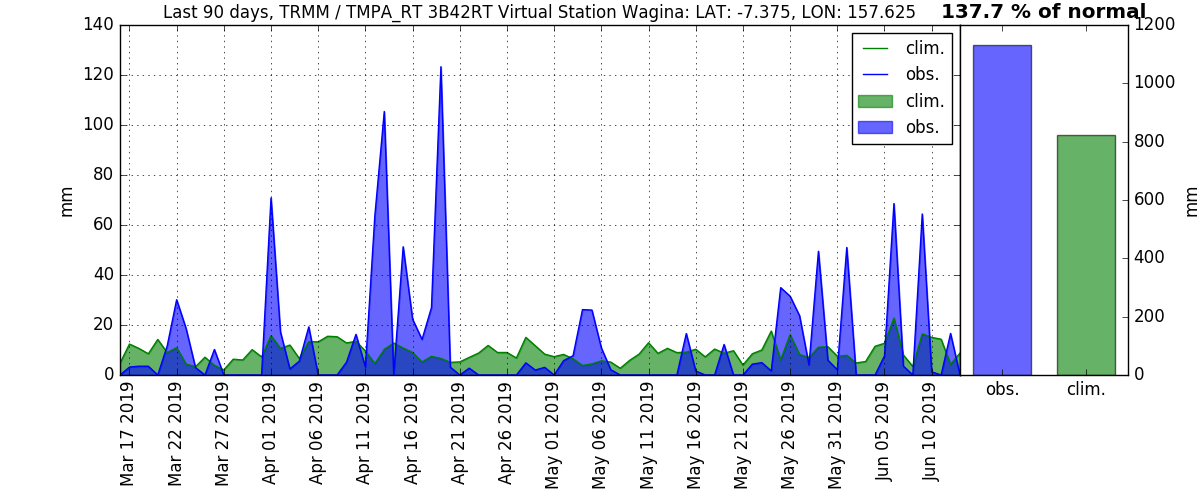 Last 90 days, TRMM / TMPA_RT 3B42RT Virtual Station Wagina: LAT: -7.375, LON: 157.625
137.7 % of normal
mm
140
120
100
80
60
40
20
0
clim.
obs.
clim.
obs.
Mar 17 2019
Mar 22 2019
Mar 27 2019
Apr 01 2019
Apr 06 2019
Apr 11 2019
Apr 16 2019
Apr 21 2019
Apr 26 2019
May 01 2019
May 06 2019
May 11 2019
May 16 2019
May 21 2019
May 26 2019
May 31 2019
Jun 05 2019
Jun 10 2019
1200
1000
800
600
400
200
0
mm
obs.
clim.